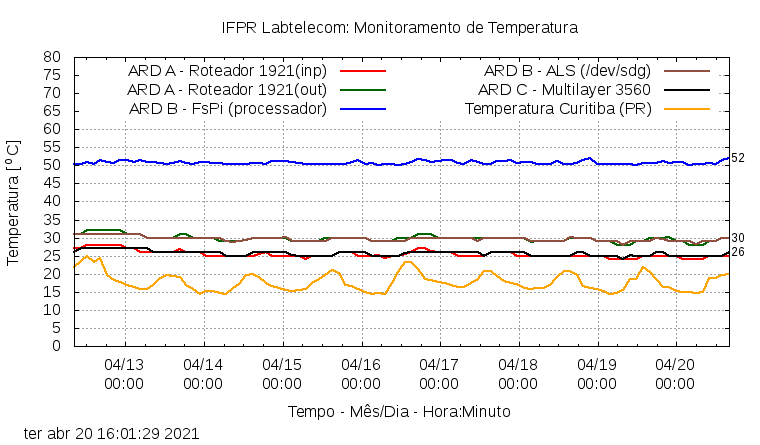 IFPR Labtelecom: Monitoramento de Temperatura
ARD A - Roteador 1921(inp)
ARD A - Roteador 1921(out)
ARD B - FsPi (processador)
ARD B - ALS (/dev/sdg)
ARD C - Multilayer 3560
Temperatura Curitiba (PR)
Temperatura [ºC]
80
75
70
65
60
55
50
45
40
35
30
25
20
15
10
5
0
52
30
26
04/13 04/14 04/15 04/16 04/17 04/18 04/19 04/20
00:00 00:00 00:00 00:00 00:00 00:00 00:00 00:00
Tempo - Mês/Dia - Hora:Minuto
ter abr 20 16:01:29 2021